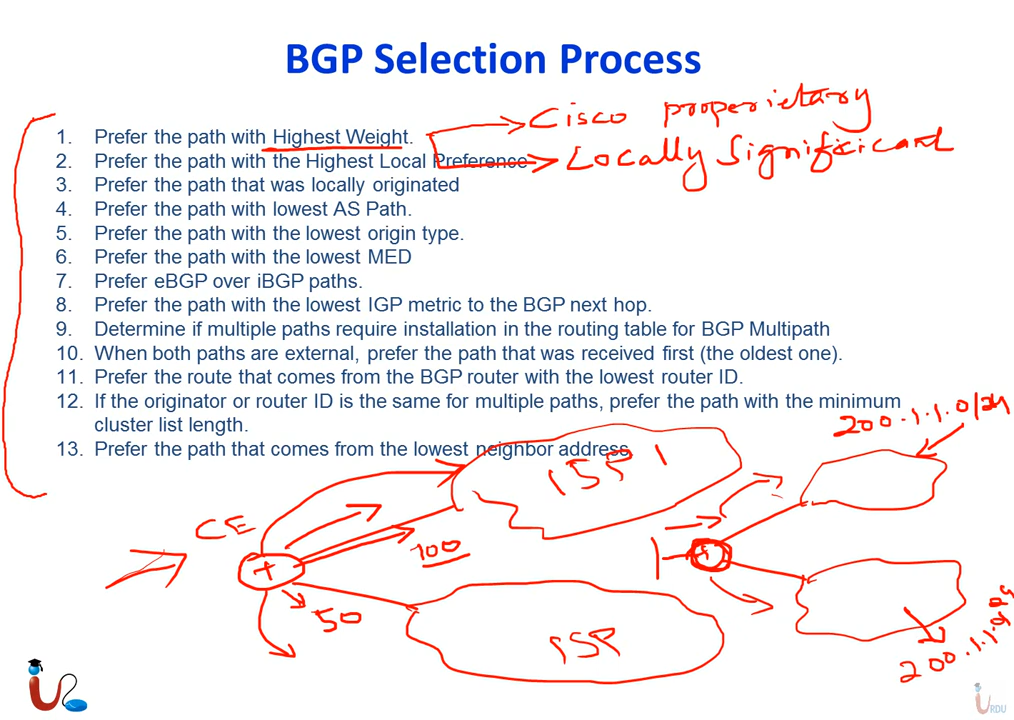 BGP Selection Process
Cisco properietary
1. Prefer the path with Highest Weight.
2. Prefer the path with the Highest Local Preference
Locally Significicant
3. Prefer the path that was locally originated
4. Prefer the path with lowest AS Path.
5. Prefer the path with the lowest origin type.
6. Prefer the path with the lowest MED
7. Prefer eBGP over iBGP paths.
8. Prefer the path with the lowest IGP metric to the BGP next hop.
9. Determine if multiple paths require installation in the routing table for BGP Multipath
10. When both paths are external, prefer the path that was received first (the oldest one).
11. Prefer the route that comes from the BGP router with the lowest router ID.
12. If the originator or router ID is the same for multiple paths, prefer the path with the minimum
cluster list length.
13. Prefer the path that comes from the lowest neighbor address
200.1.1.0/24
ISP 1
CE
100
50
ISP
200.1.1.0
URDU